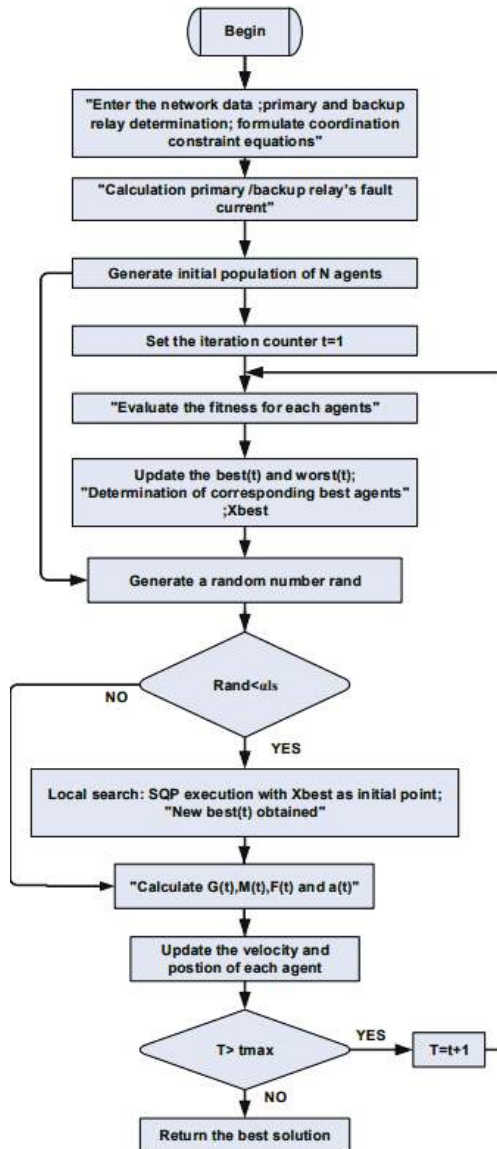 Begin
"Enter the network data ;primary and backup
relay determination; formulate coordination
constraint equations"
"Calculation primary /backup relay's fault
current"
Generate initial population of N agents
Set the iteration counter t=1
"Evaluate the fitness for each agents"
Update the best(t) and worst(t);
"Determination of corresponding best agents"
;Xbest
Generate a random number rand
Rand<αls
NO
YES
Local search: SQP execution with Xbest as initial point;
"New best(t) obtained"
"Calculate G(t),M(t),F(t) and a(t)"
Update the velocity and
postion of each agent
T> tmax
YES
T=t+1
NO
Return the best solution